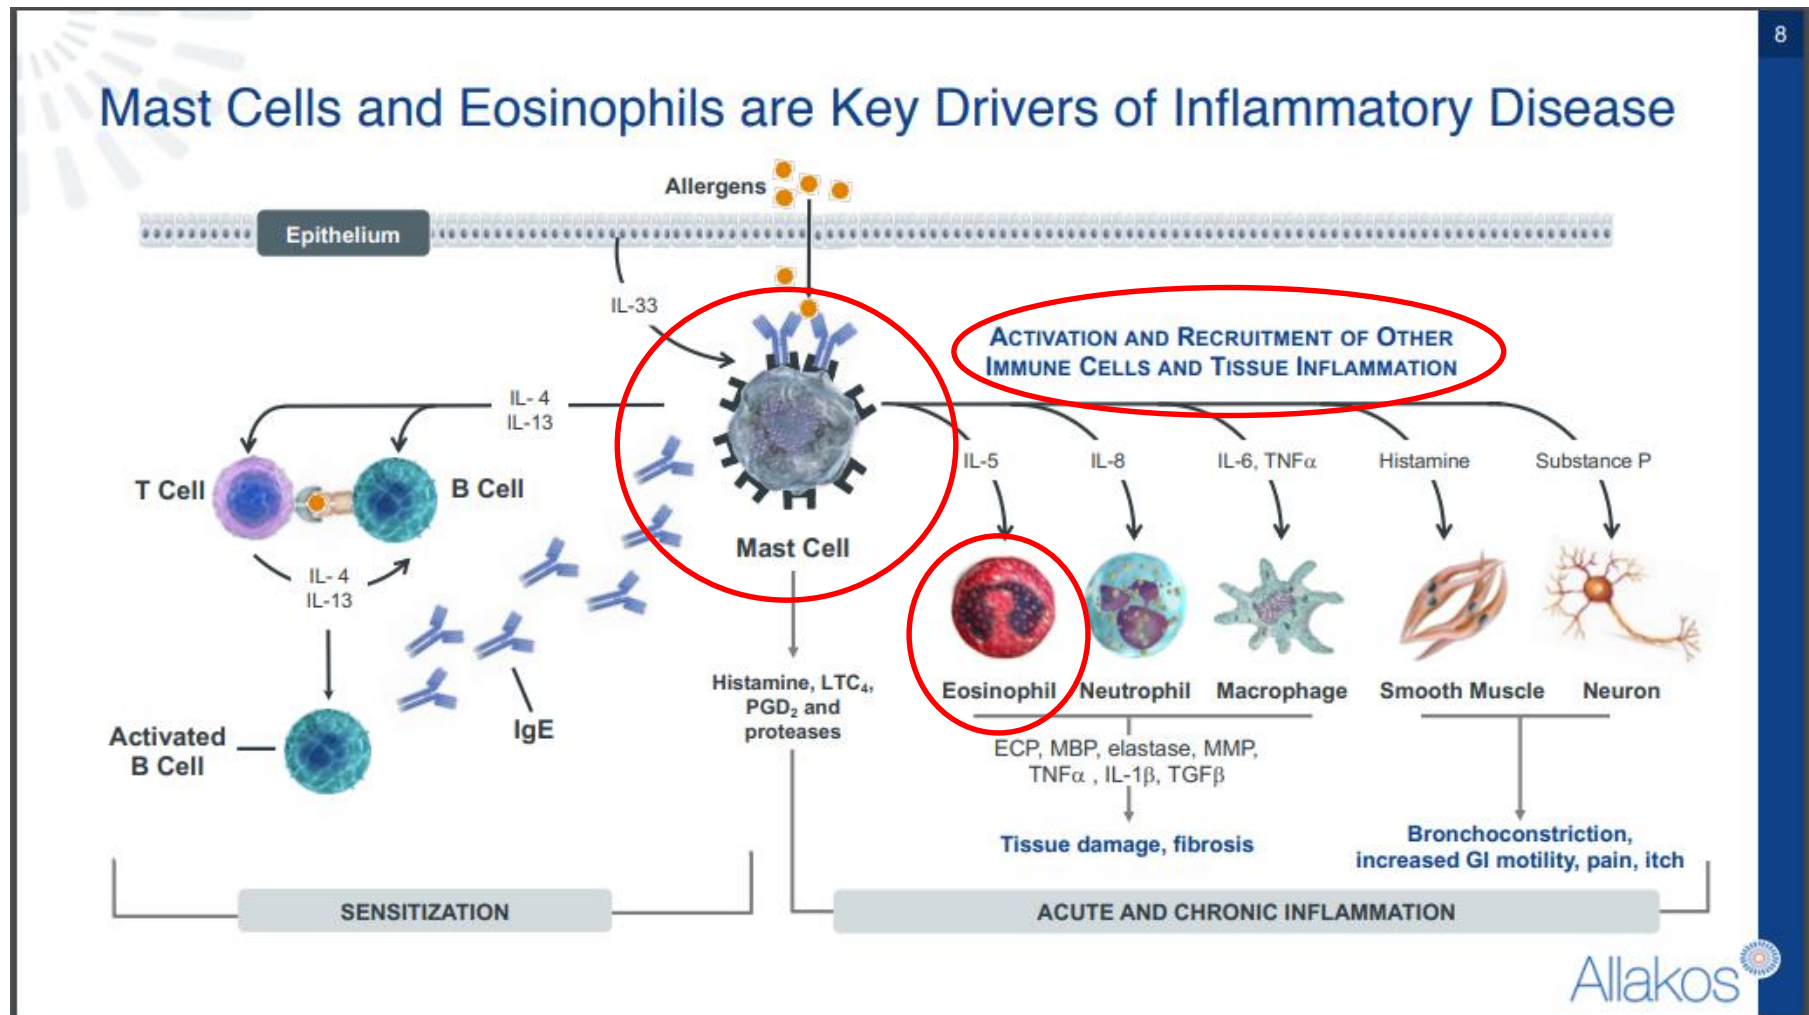 8
Mast Cells and Eosinophils are Key Drivers of Inflammatory Disease
Allergens
Epithelium
IL-33
ACTIVATION AND RECRUITMENT OF OTHER
IMMUNE CELLS AND TISSUE INFLAMMATION
IL- 4
IL-13
T Cell
B Cell
IL- 4
IL-13
Activated
B Cell
IgE
Mast Cell
Histamine, LTC₄,
PGD₂ and
proteases
IL-5
IL-8
IL-6, TNFα
Histamine
Substance P
Eosinophil
Neutrophil
Macrophage
Smooth Muscle
Neuron
ECP, MBP, elastase, MMP,
TNFα , IL-1β, TGFβ
Tissue damage, fibrosis
Bronchoconstriction,
increased GI motility, pain, itch
SENSITIZATION
ACUTE AND CHRONIC INFLAMMATION
Allakos